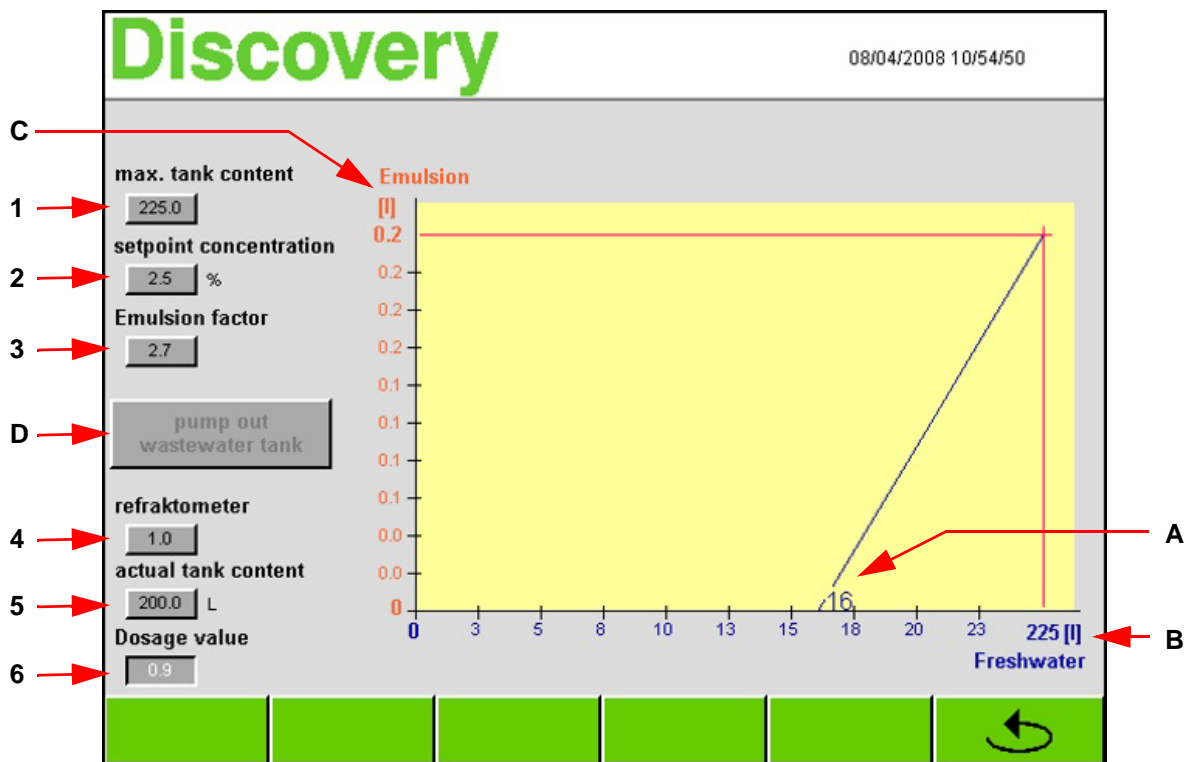 Discovery
08/04/2008 10/54/50
C
max. tank content
1
225.0
setpoint concentration
2
2.5 %
Emulsion factor
3
2.7
D
pump out
wastewater tank
refraktometer
4
1.0
actual tank content
5
200.0 L
Dosage value
6
0.9
Emulsion
[l]
0.2
0.2
0.2
0.2
0.1
0.1
0.1
0.1
0.0
0.0
0
16
A
0 3 5 8 10 13 15 18 20 23 225 [l]
B
Freshwater